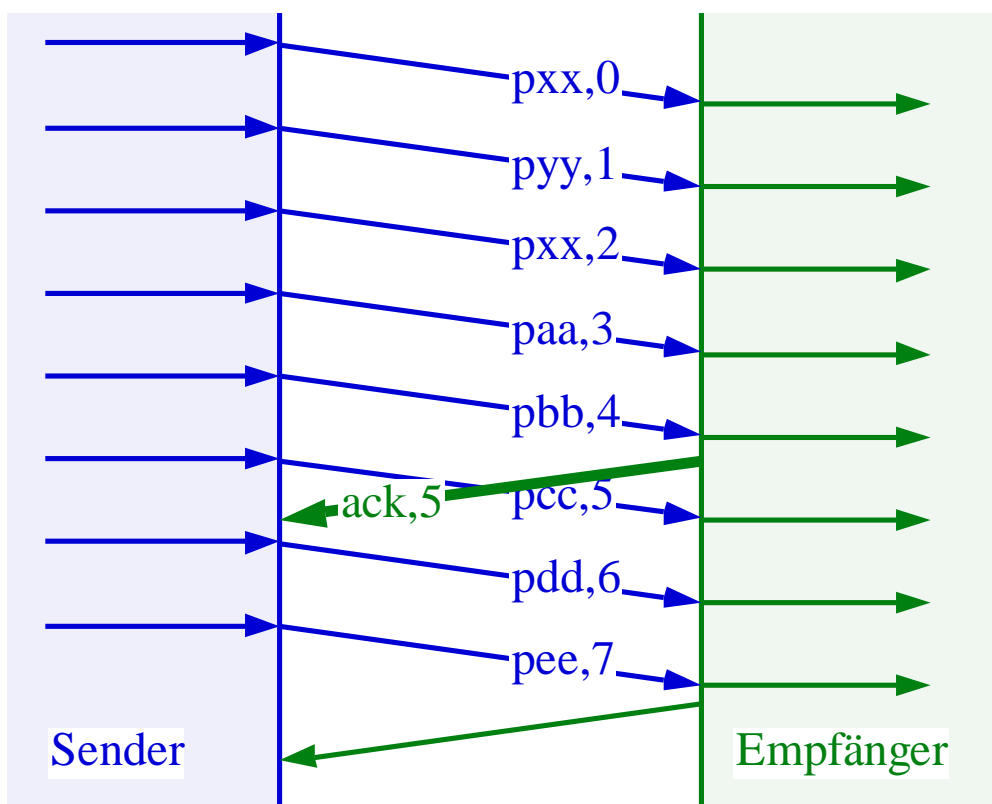 pxx,0
pyy,1
pxx,2
paa,3
pbb,4
pcc,5
ack,5
pdd,6
pee,7
Sender
Empfänger